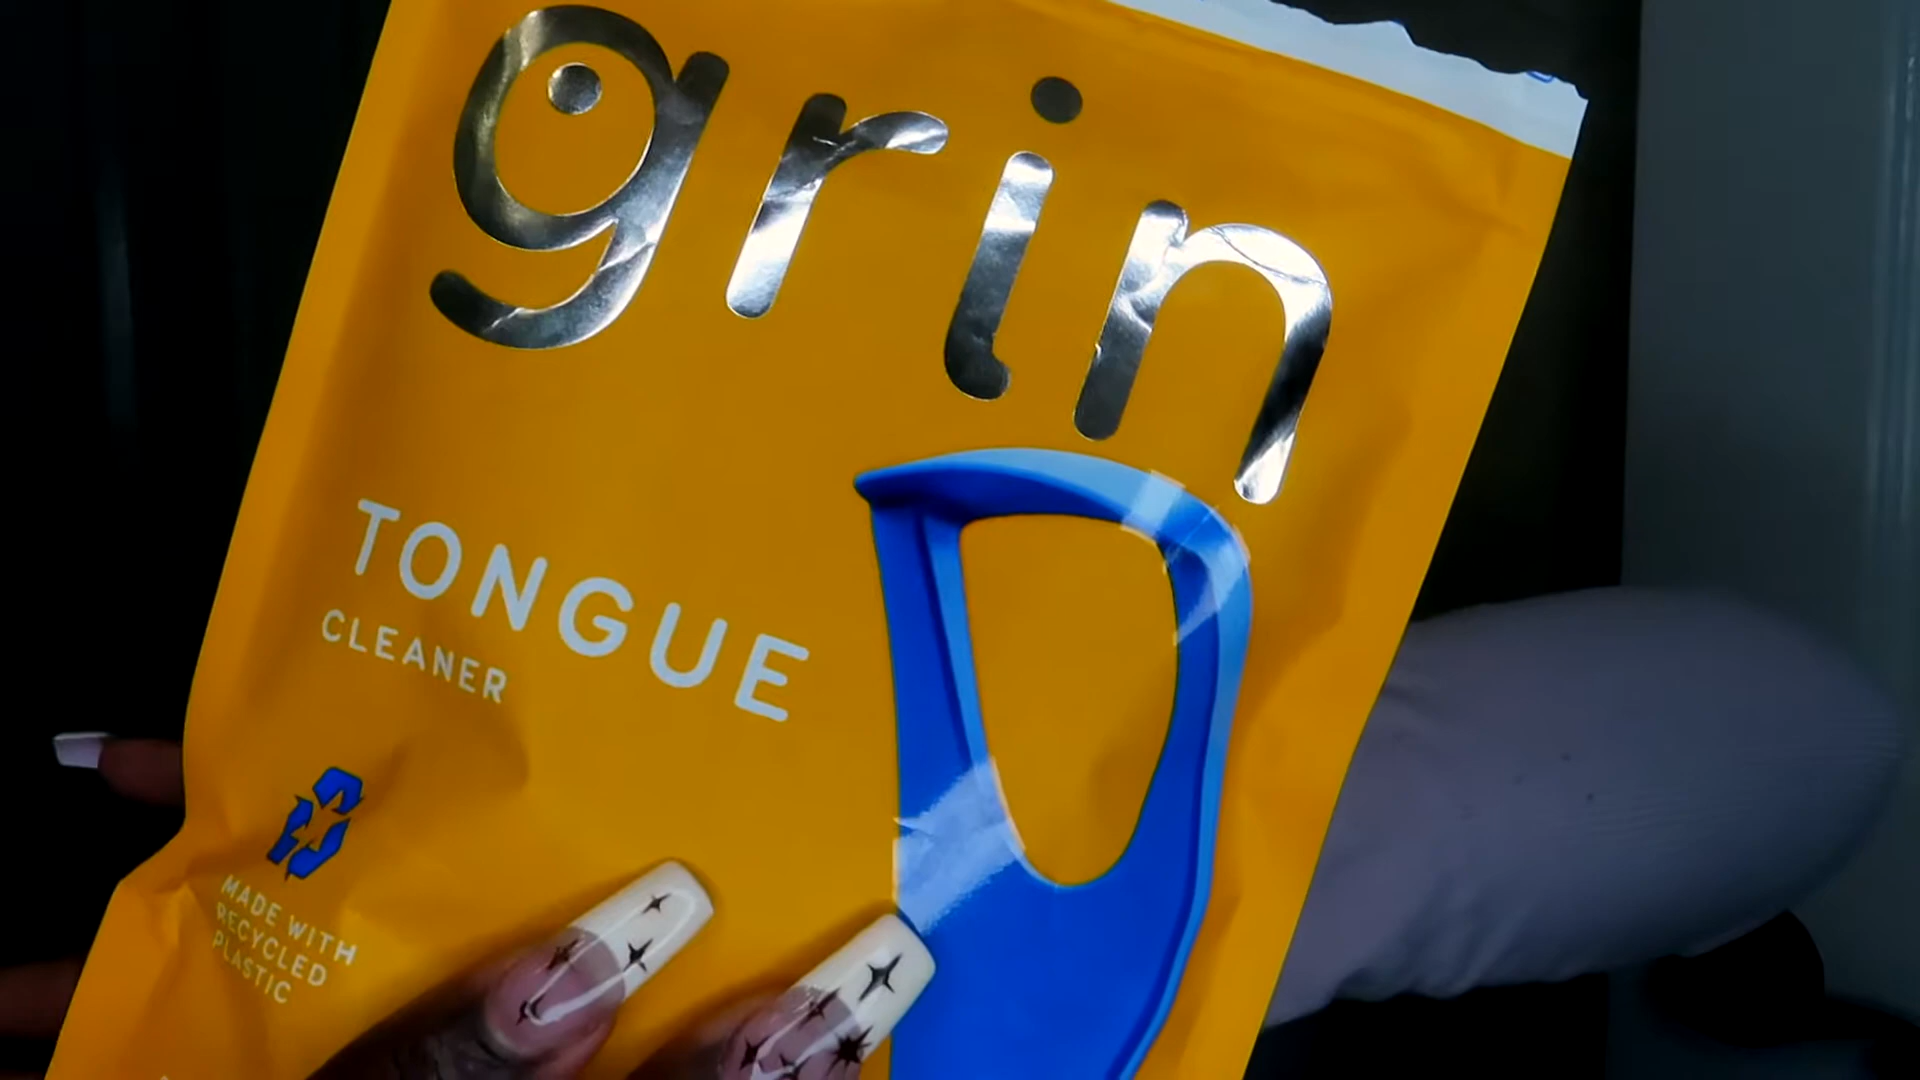 grin
TONGUE
CLEANER
MADE WITH
RECYCLED
PLASTIC